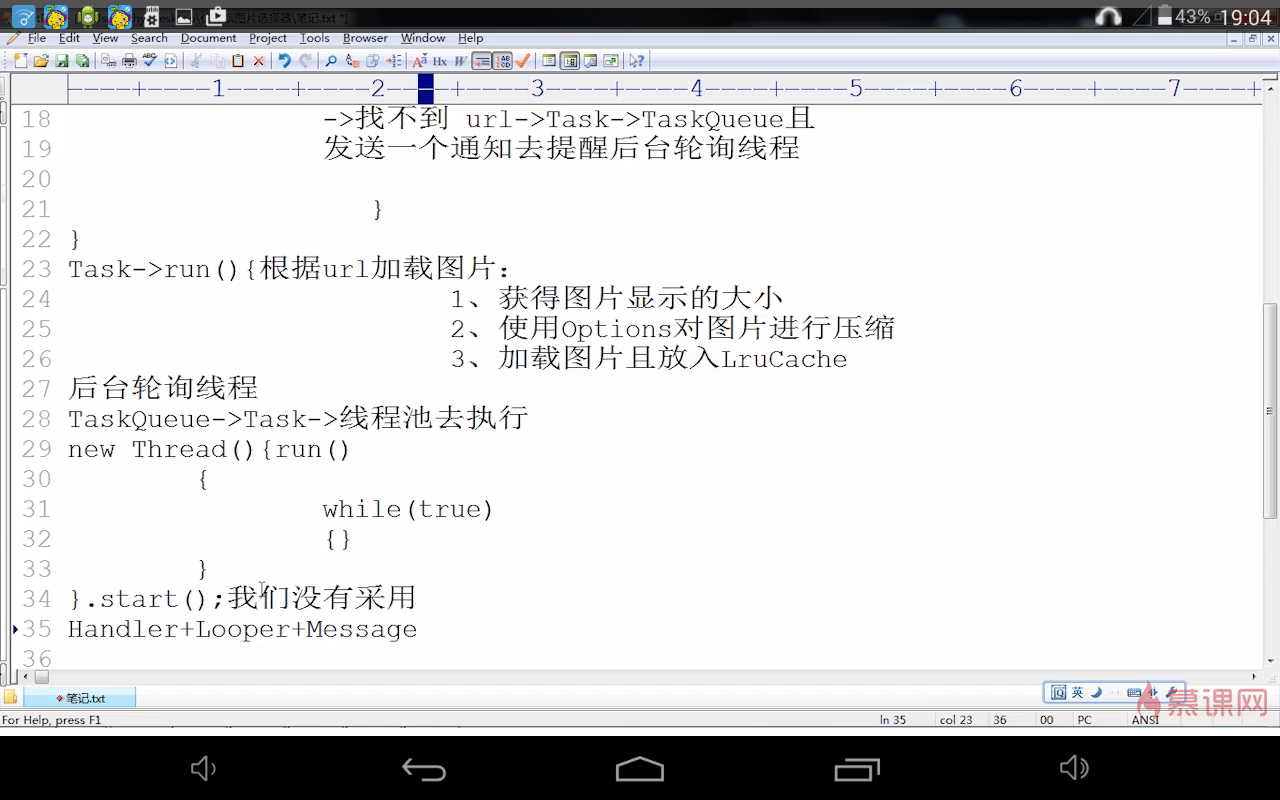 图片选择器\笔记.txt *]
43% 19:04
File Edit View Search Document Project Tools Browser Window Help
----+----1----+----2----+----3----+----4----+----5----+----6----+----7----+
18 ->找不到 url->Task->TaskQueue且
19 发送一个通知去提醒后台轮询线程
20
21 }
22 }
23 Task->run(){根据url加载图片:
24 1、获得图片显示的大小
25 2、使用Options对图片进行压缩
26 3、加载图片且放入LruCache
27 后台轮询线程
28 TaskQueue->Task->线程池去执行
29 new Thread(){run()
30 {
31 while(true)
32 {}
33 }
34 }.start();我们没有采用
35 Handler+Looper+Message
36
笔记.txt
英
慕课网
For Help, press F1 ln 35 col 23 36 00 PC ANSI